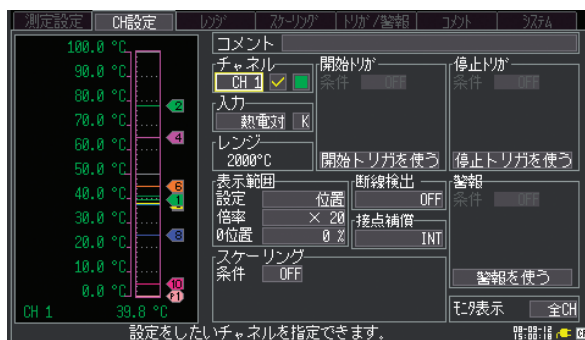 測定設定 CH設定 ﾚﾝｼﾞ ｽｹｰﾘﾝｸﾞ ﾄﾘｶﾞ/警報 ｺﾒﾝﾄ ｼｽﾃﾑ
100.0 °C
90.0 °C
80.0 °C
70.0 °C
60.0 °C
50.0 °C
40.0 °C
30.0 °C
20.0 °C
10.0 °C
0.0 °C
2
4
6
1
8
10
P1
CH 1 39.8 °C
コメント
チャネル
CH 1
入力
熱電対 K
レンジ
2000°C
開始ﾄﾘｶﾞ
条件 OFF
開始トリガを使う
停止ﾄﾘｶﾞ
条件 OFF
停止トリガを使う
表示範囲
設定 位置
倍率 × 20
0位置 0 %
断線検出
OFF
接点補償
INT
警報
条件 OFF
警報を使う
スケーリング
条件 OFF
ﾓﾆﾀ表示 全CH
設定をしたいチャネルを指定できます。